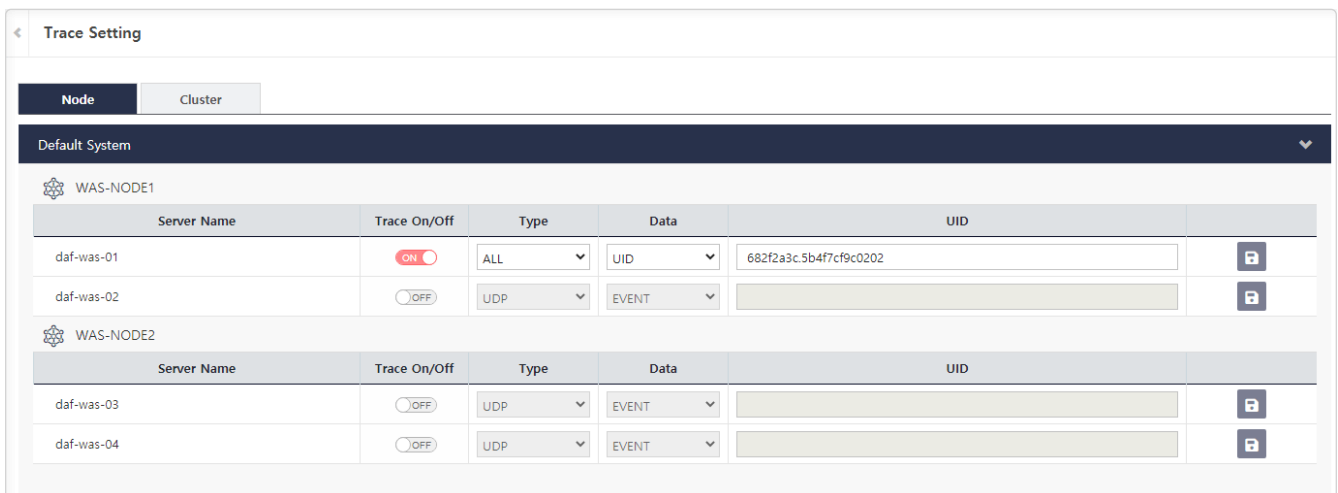 Trace Setting
Node Cluster
Default System
WAS-NODE1
Server Name Trace On/Off Type Data UID
daf-was-01 ON ALL UID 682f2a3c.5b4f7cf9c0202
daf-was-02 OFF UDP EVENT
WAS-NODE2
Server Name Trace On/Off Type Data UID
daf-was-03 OFF UDP EVENT
daf-was-04 OFF UDP EVENT